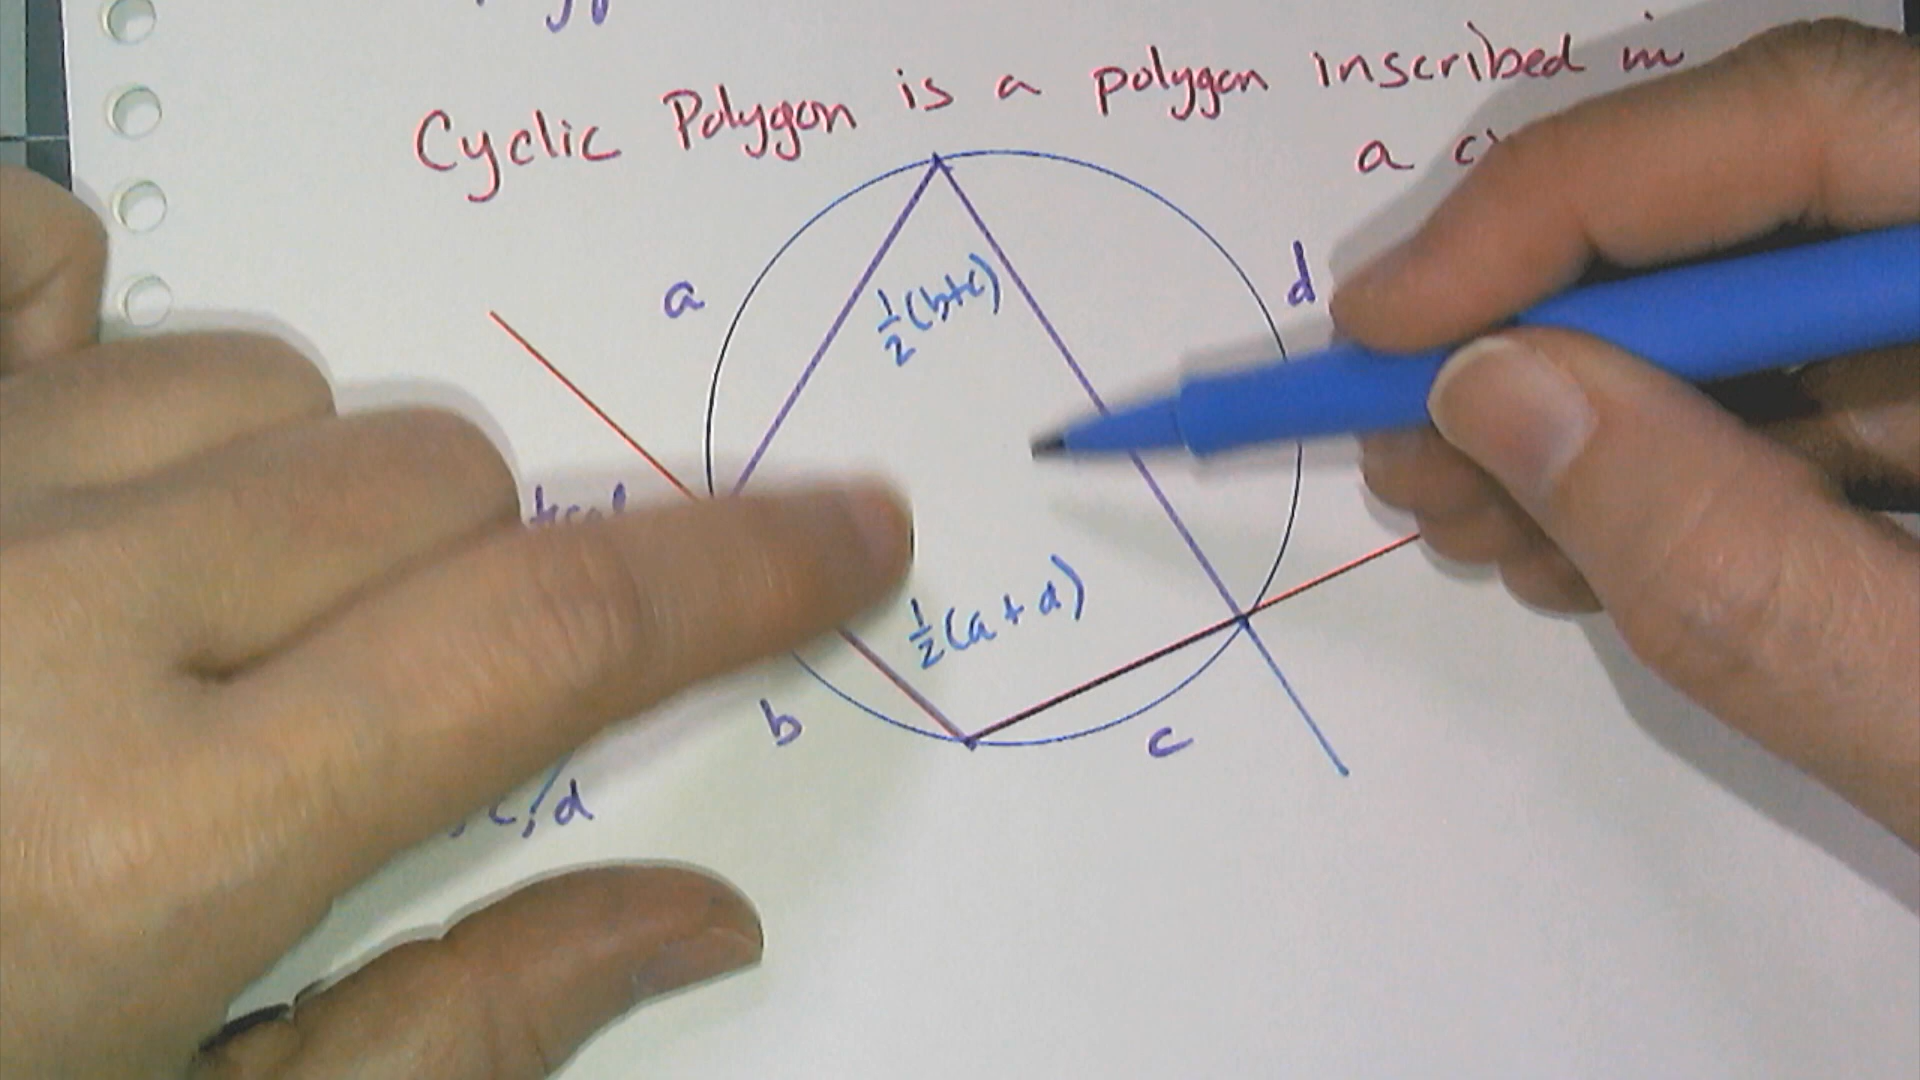 Cyclic Polygon is a polygon inscribed in
a
a
d
½(b+c)
½(a + d)
b
c
c, d